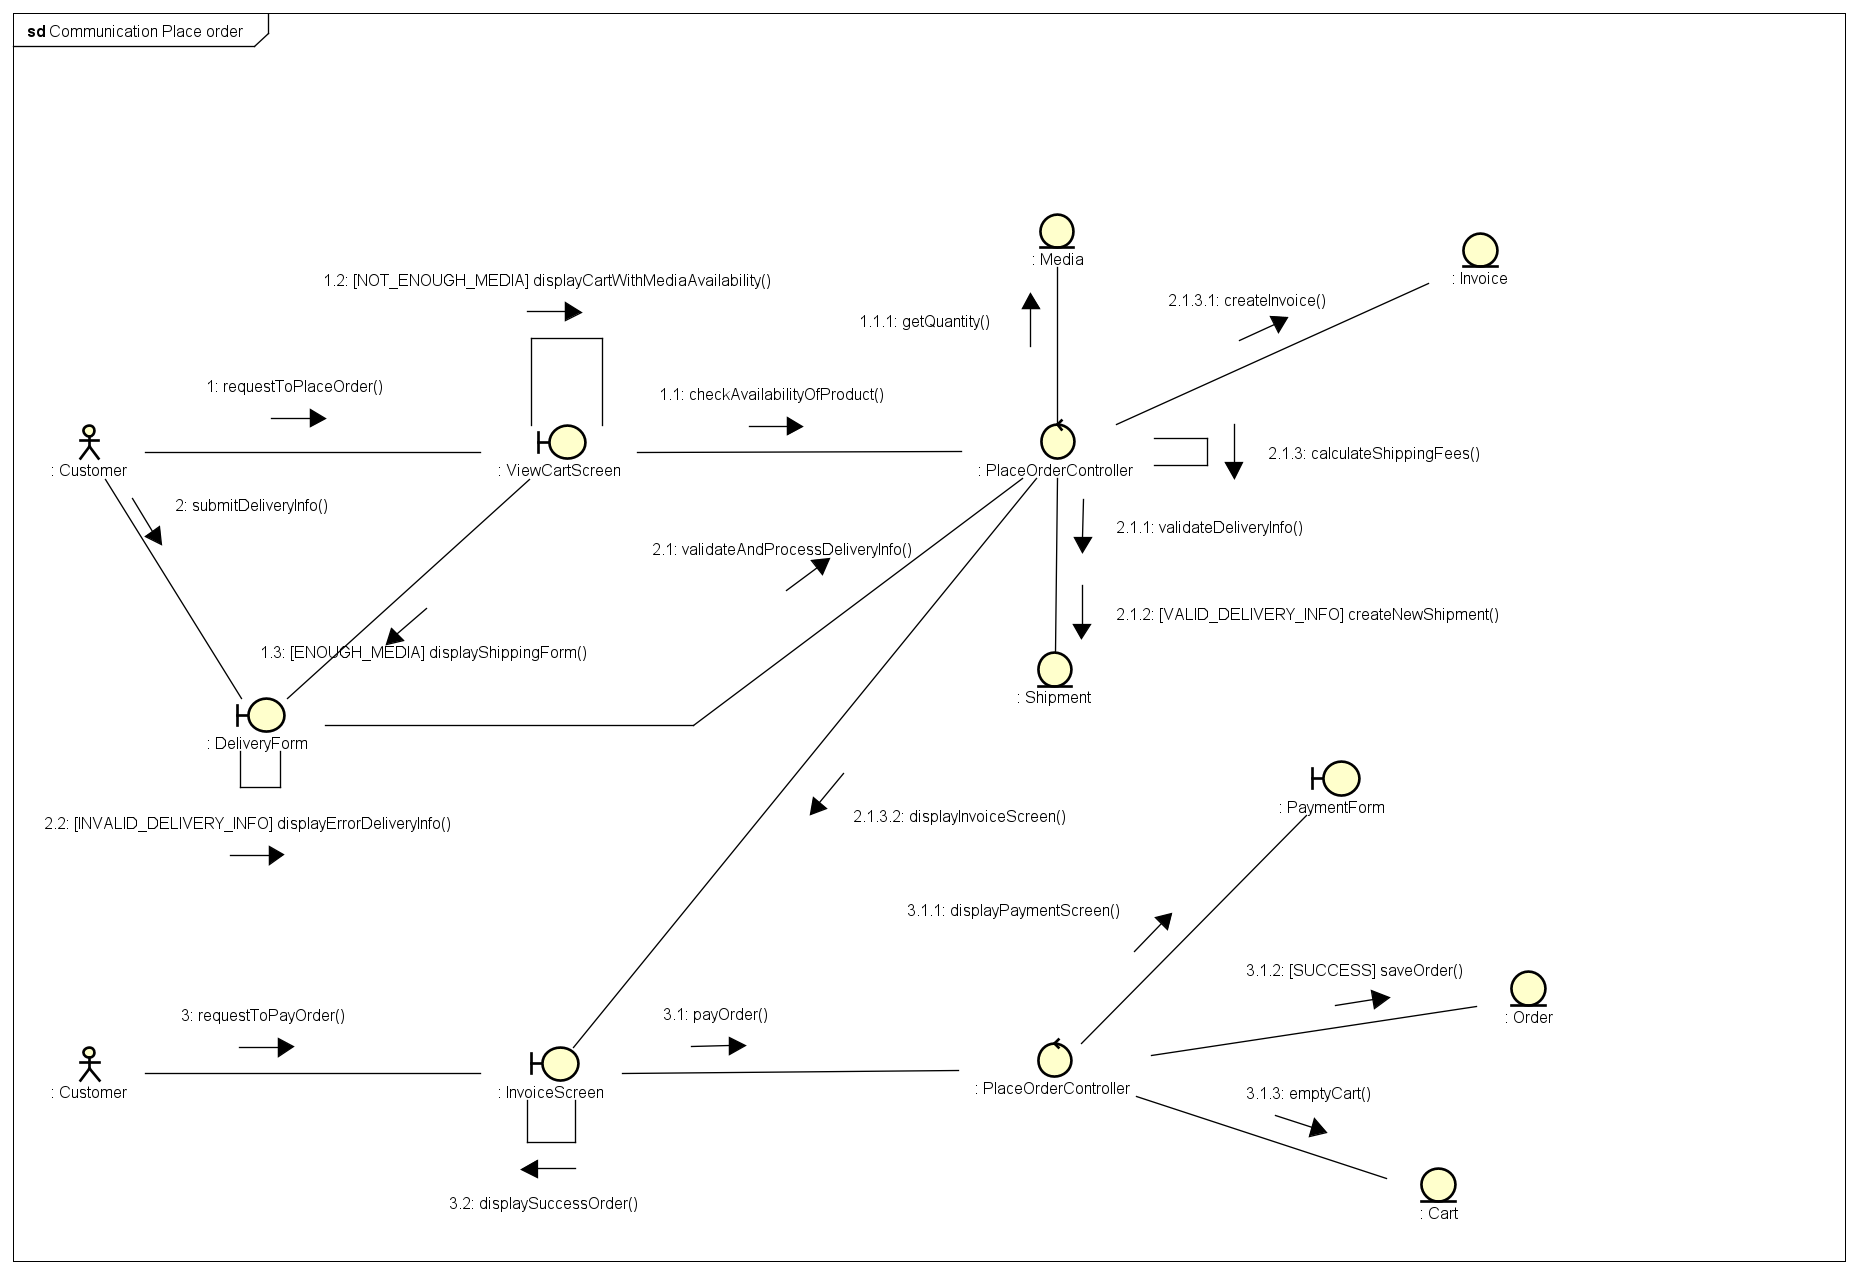 sd Communication Place order
: Media
: Invoice
1.2: [NOT_ENOUGH_MEDIA] displayCartWithMediaAvailability()
2.1.3.1: createInvoice()
1.1.1: getQuantity()
1: requestToPlaceOrder()
1.1: checkAvailabilityOfProduct()
: Customer
: ViewCartScreen
: PlaceOrderController
2.1.3: calculateShippingFees()
2: submitDeliveryInfo()
2.1.1: validateDeliveryInfo()
2.1: validateAndProcessDeliveryInfo()
2.1.2: [VALID_DELIVERY_INFO] createNewShipment()
1.3: [ENOUGH_MEDIA] displayShippingForm()
: Shipment
: DeliveryForm
: PaymentForm
2.2: [INVALID_DELIVERY_INFO] displayErrorDeliveryInfo()
2.1.3.2: displayInvoiceScreen()
3.1.1: displayPaymentScreen()
3.1.2: [SUCCESS] saveOrder()
3: requestToPayOrder()
3.1: payOrder()
: Order
: Customer
: InvoiceScreen
: PlaceOrderController
3.1.3: emptyCart()
3.2: displaySuccessOrder()
: Cart